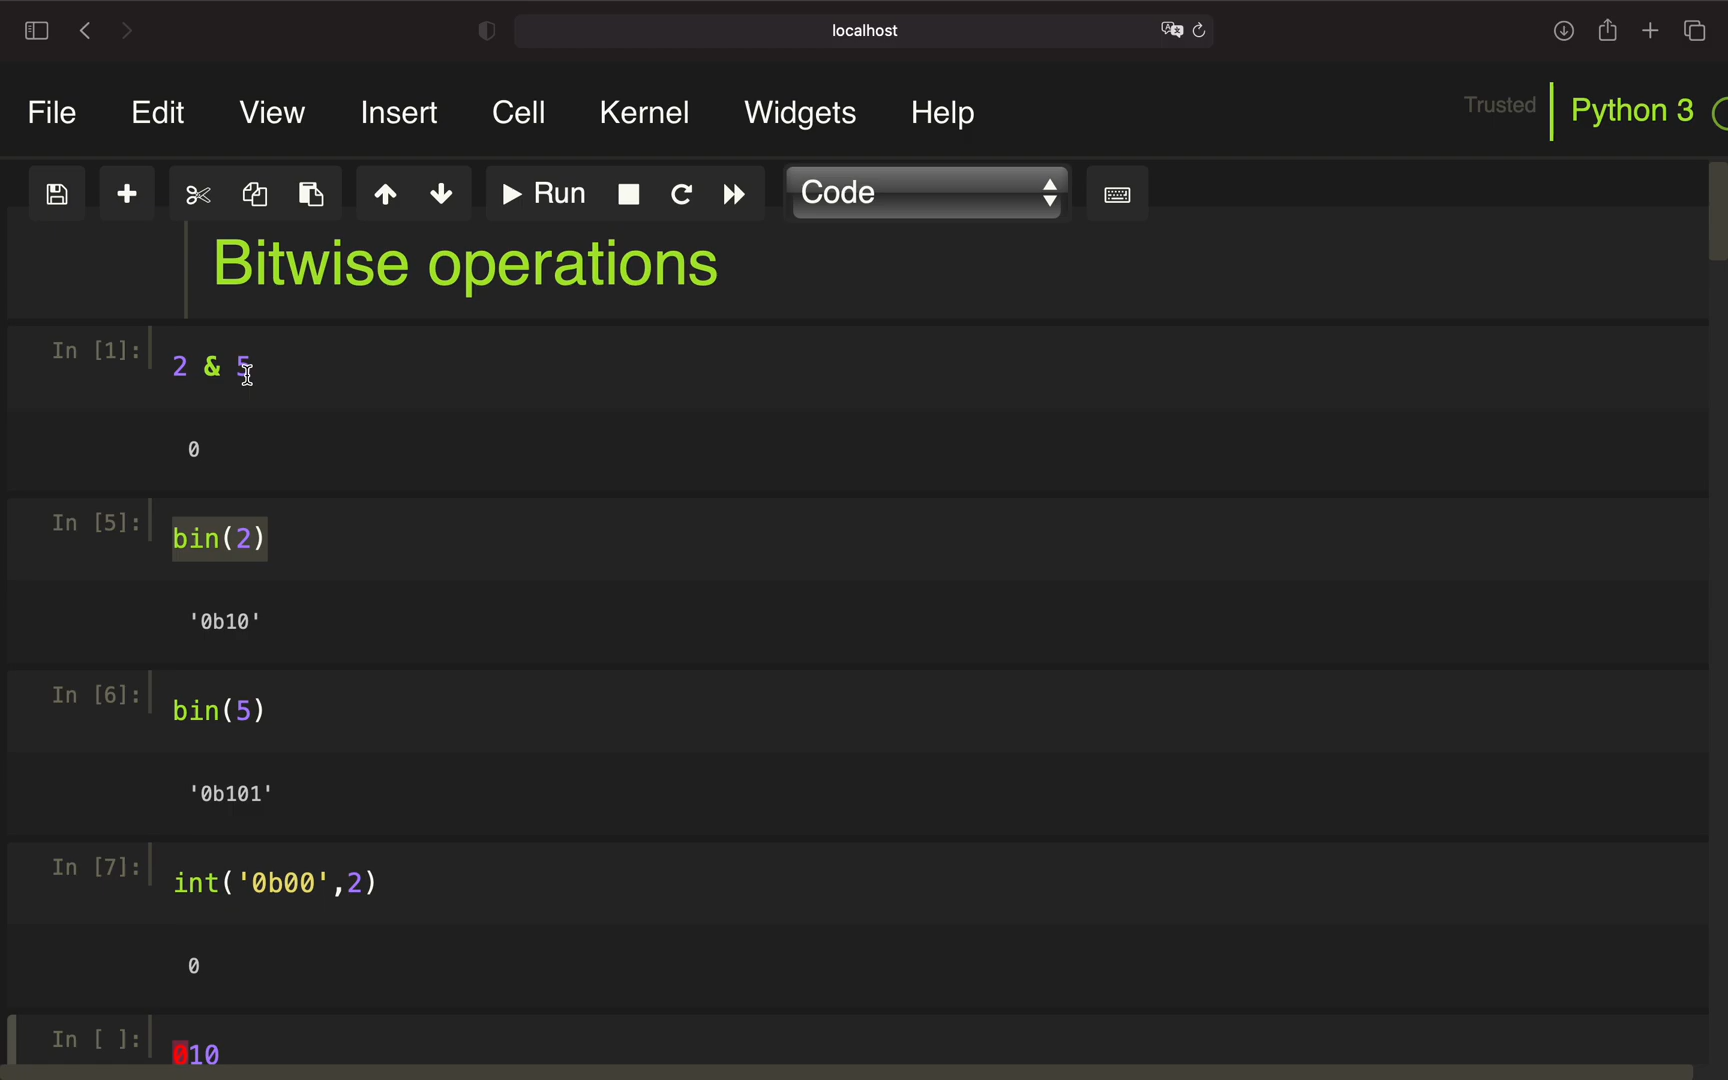 localhost
File Edit View Insert Cell Kernel Widgets Help Trusted Python 3
Run Code
Bitwise operations
In [1]: 2 & 5
0
In [5]: bin(2)
'0b10'
In [6]: bin(5)
'0b101'
In [7]: int('0b00',2)
0
In [ ]: 010